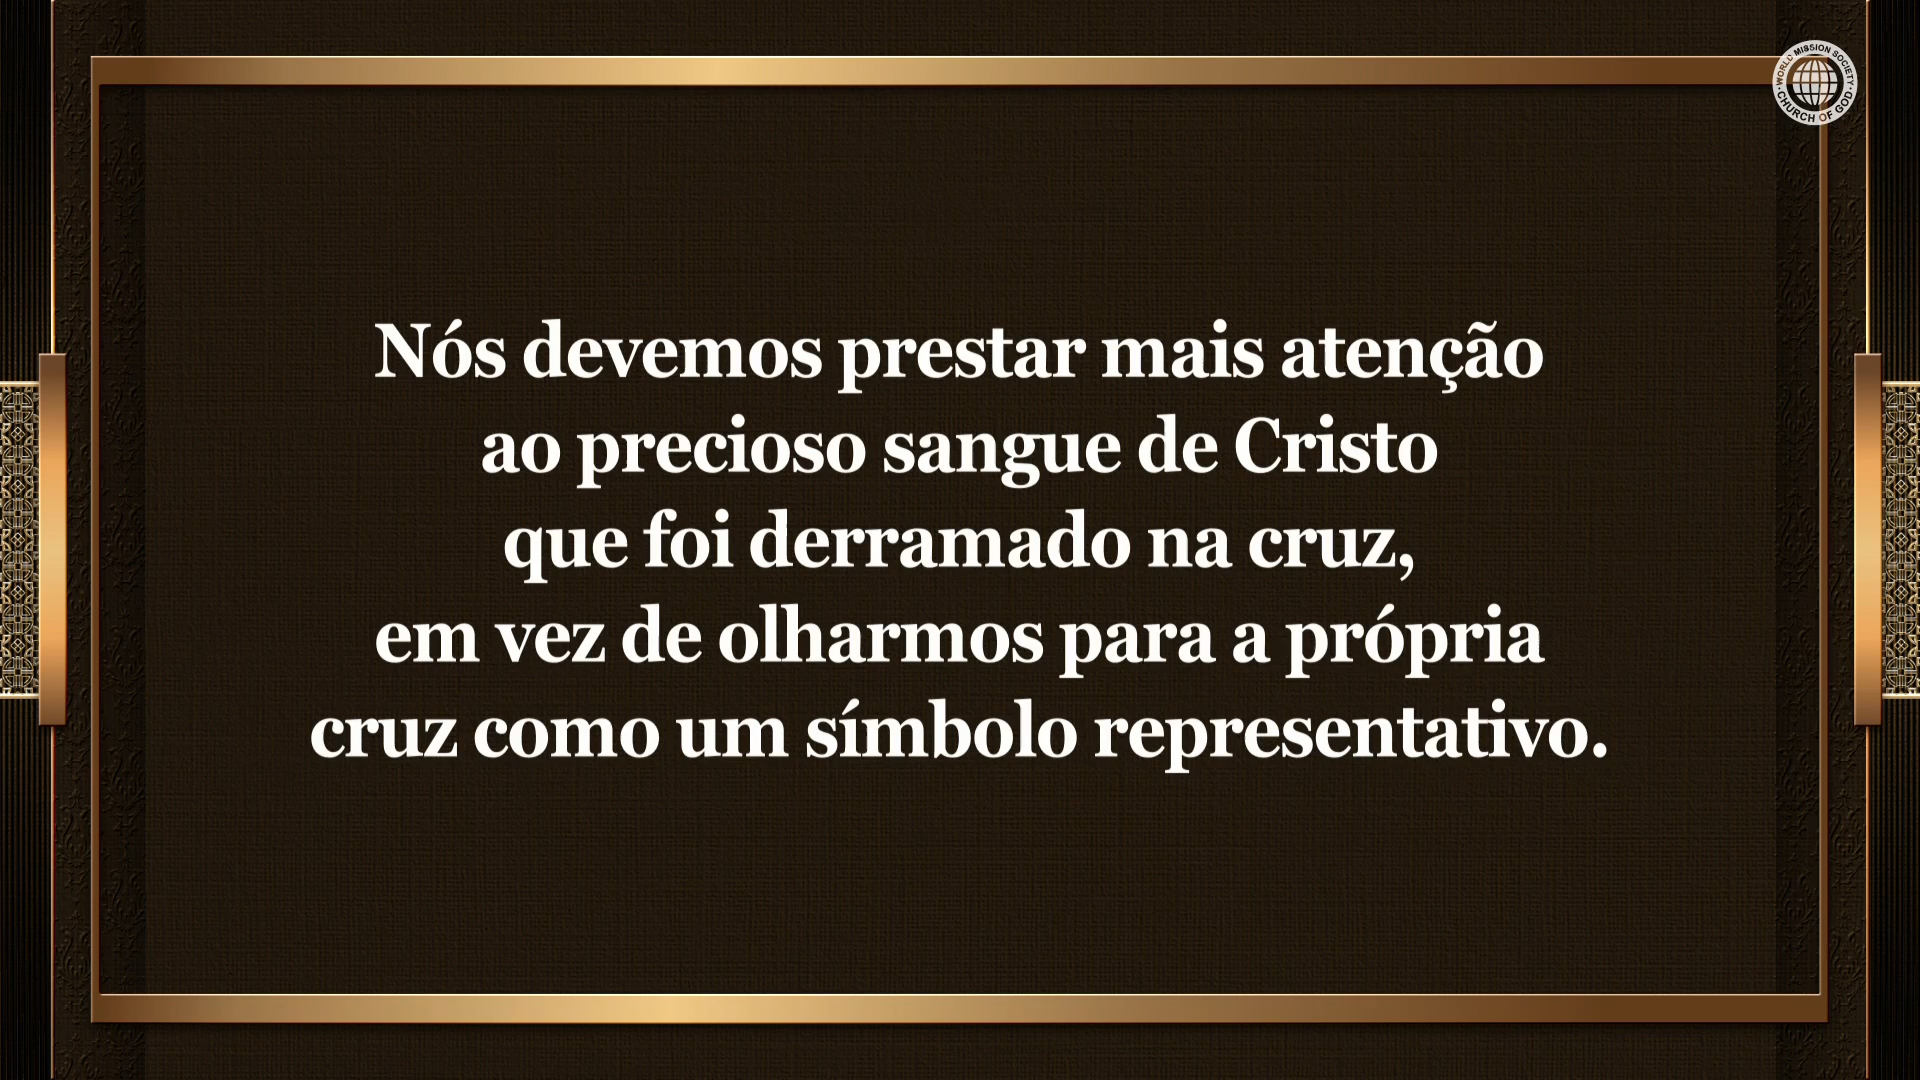 WORLD MISSION SOCIETY
CHURCH OF GOD
Nós devemos prestar mais atenção
ao precioso sangue de Cristo
que foi derramado na cruz,
em vez de olharmos para a própria
cruz como um símbolo representativo.